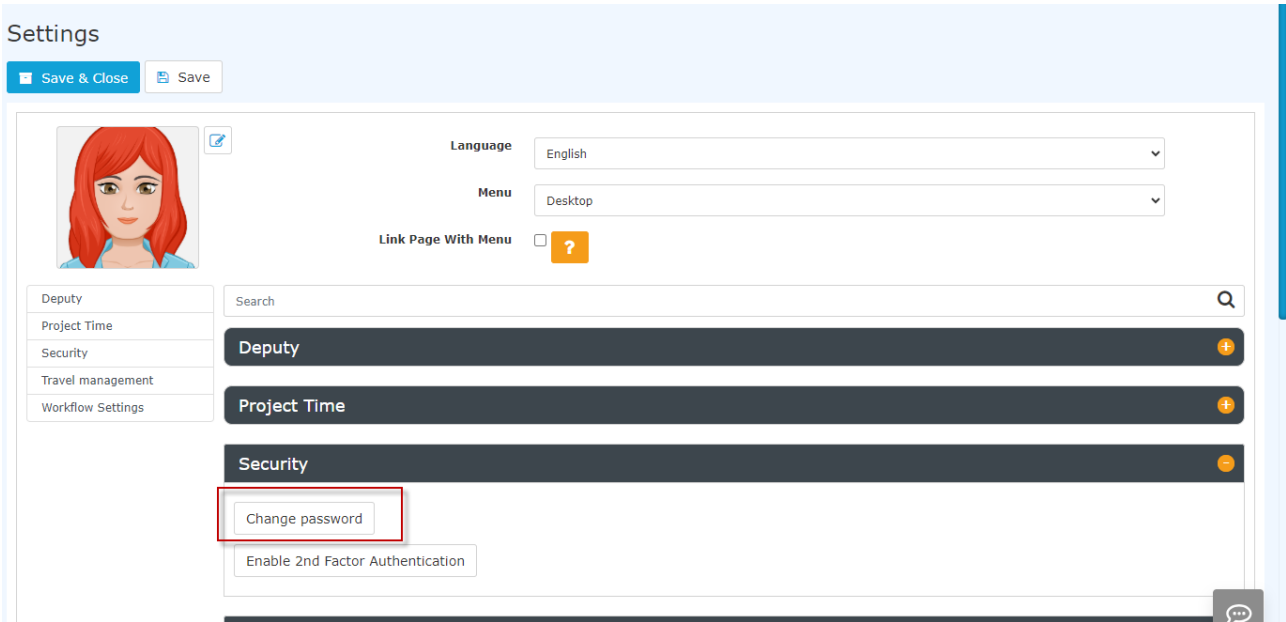 Settings
Save & Close Save
Language English
Menu Desktop
Link Page With Menu ?
Deputy
Project Time
Security
Travel management
Workflow Settings
Search
Deputy
Project Time
Security
Change password
Enable 2nd Factor Authentication